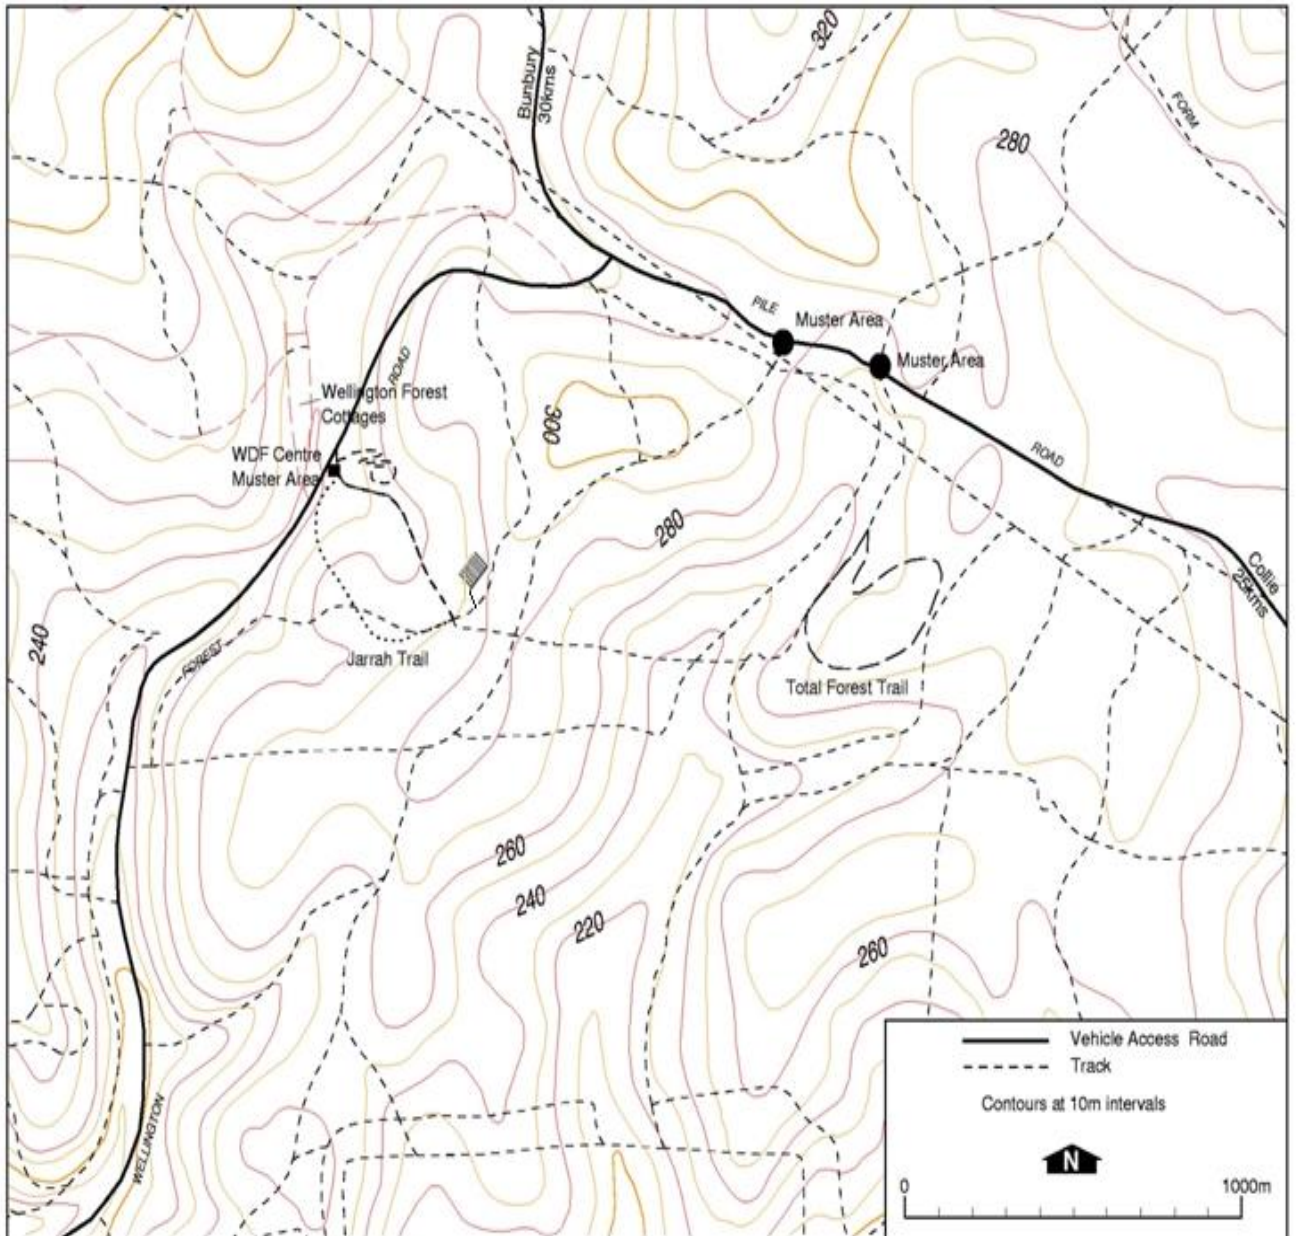 320
Bunbury
30kms
FORM
280
PILE
Muster Area
Muster Area
ROAD
Wellington Forest
Cottages
300
ROAD
WDF Centre
Muster Area
280
Collie
25kms
240
FOREST
Jarrah Trail
Total Forest Trail
260
240
220
260
WELLINGTON
Vehicle Access Road
Track
Contours at 10m intervals
N
0
1000m